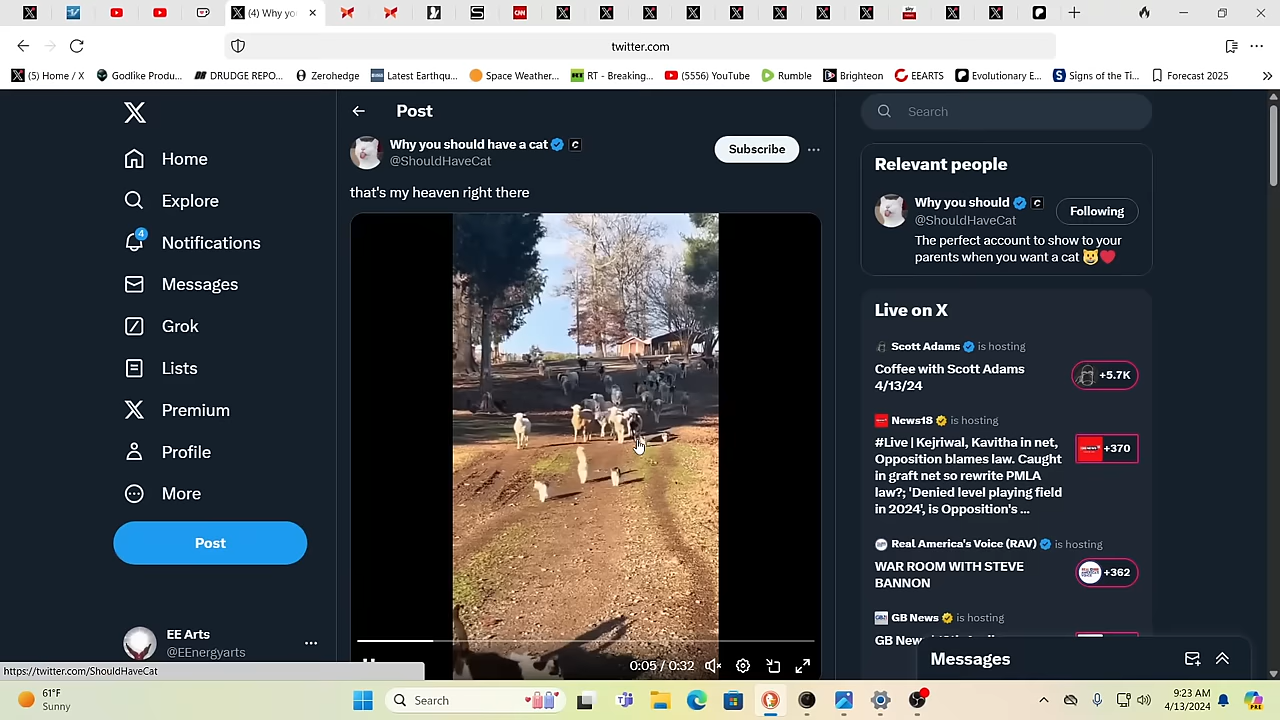 (4) Why yo
twitter.com
(5) Home / X
Godlike Produ...
DRUDGE REPO...
Zerohedge
Latest Earthqu...
Space Weather...
RT - Breaking...
(5556) YouTube
Rumble
Brighteon
EEARTS
Evolutionary E...
Signs of the Ti...
Forecast 2025
Home
Explore
4
Notifications
Messages
Grok
Lists
Premium
Profile
More
Post
EE Arts
@EEnergyarts
https://twitter.com/ShouldHaveCat
Post
Why you should have a cat
@ShouldHaveCat
Subscribe
that's my heaven right there
0:05 / 0:32
Search
Relevant people
Why you should
@ShouldHaveCat
Following
The perfect account to show to your
parents when you want a cat 😺❤️
Live on X
Scott Adams is hosting
Coffee with Scott Adams
4/13/24
+5.7K
News18 is hosting
#Live | Kejriwal, Kavitha in net,
Opposition blames law. Caught
in graft net so rewrite PMLA
law?; 'Denied level playing field
in 2024', is Opposition's ...
+370
Real America's Voice (RAV) is hosting
WAR ROOM WITH STEVE
BANNON
+362
GB News is hosting
GB New
Messages
61°F
Sunny
Search
9:23 AM
4/13/2024